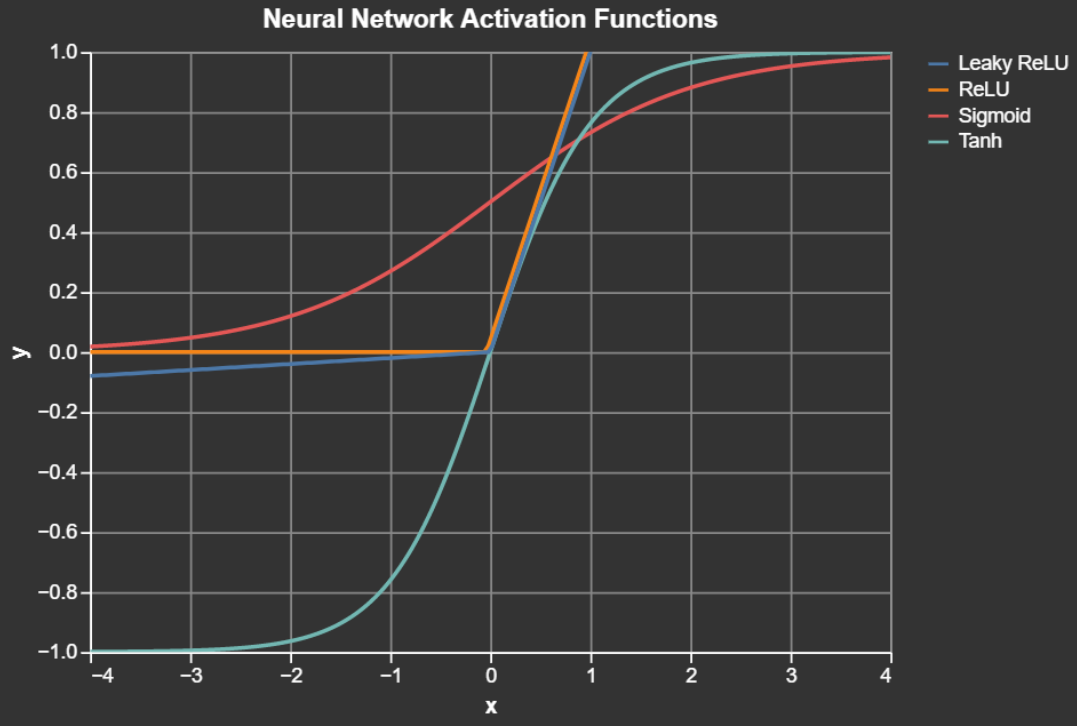 Neural Network Activation Functions
1.0
0.8
0.6
0.4
0.2
0.0
−0.2
−0.4
−0.6
−0.8
−1.0
y
−4 −3 −2 −1 0 1 2 3 4
x
Leaky ReLU
ReLU
Sigmoid
Tanh